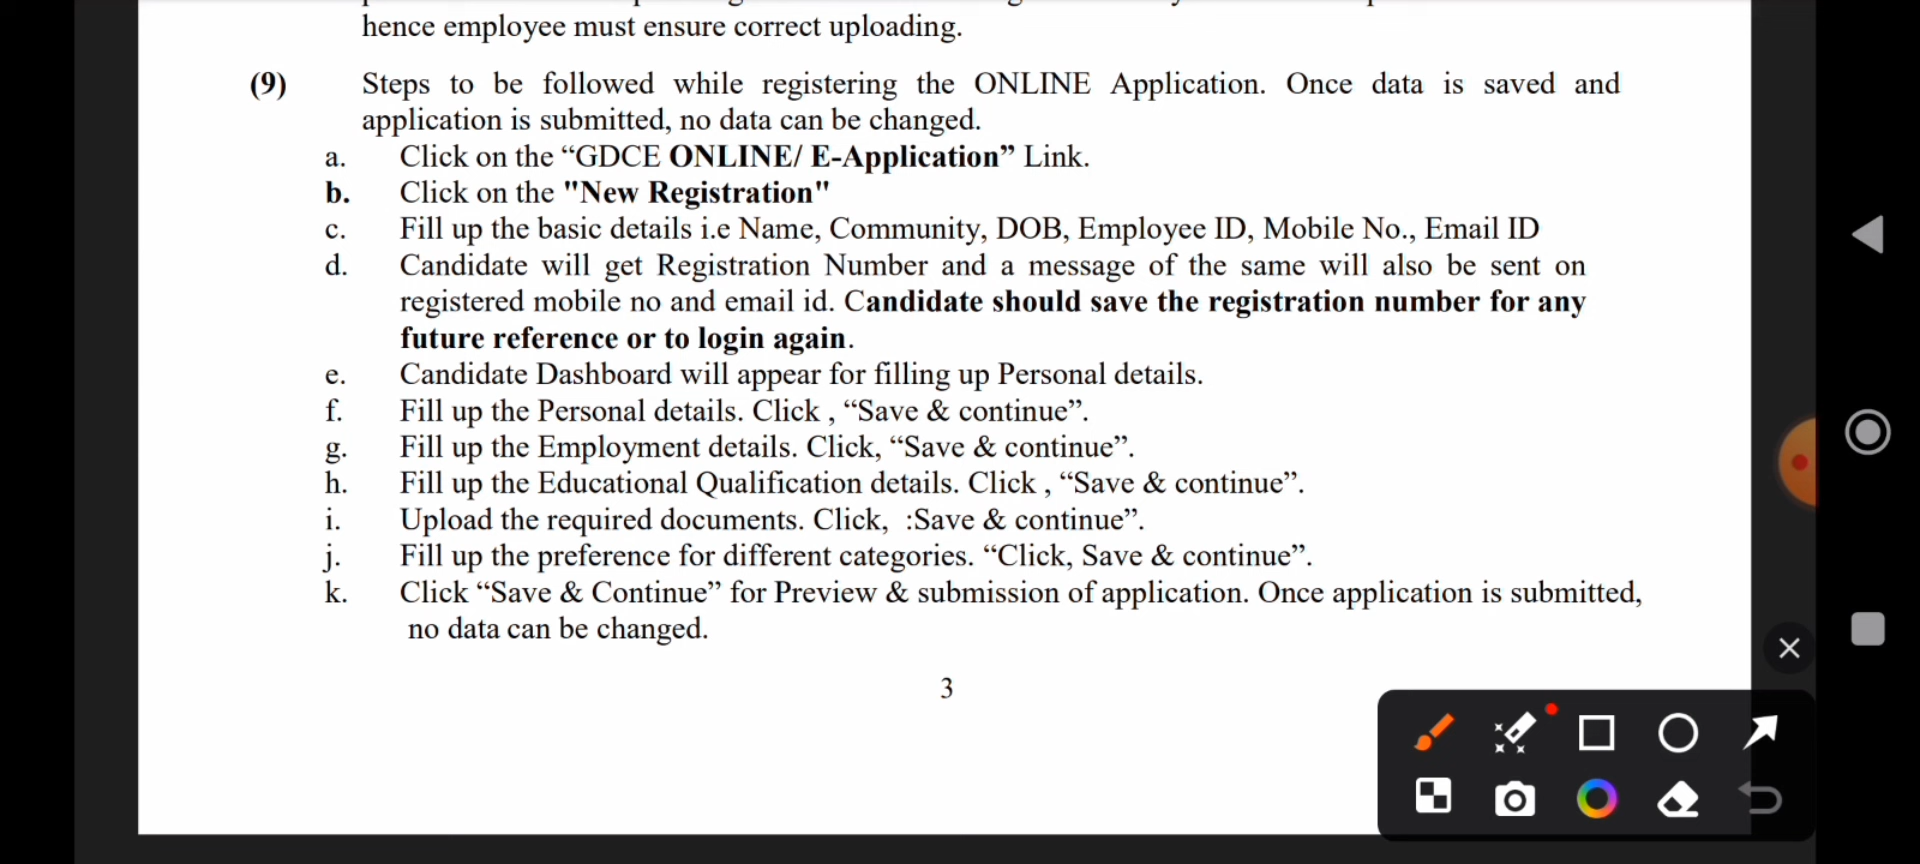 hence employee must ensure correct uploading.
(9) Steps to be followed while registering the ONLINE Application. Once data is saved and
application is submitted, no data can be changed.
a. Click on the “GDCE ONLINE/ E-Application” Link.
b. Click on the "New Registration"
c. Fill up the basic details i.e Name, Community, DOB, Employee ID, Mobile No., Email ID
d. Candidate will get Registration Number and a message of the same will also be sent on
registered mobile no and email id. Candidate should save the registration number for any
future reference or to login again.
e. Candidate Dashboard will appear for filling up Personal details.
f. Fill up the Personal details. Click , “Save & continue”.
g. Fill up the Employment details. Click, “Save & continue”.
h. Fill up the Educational Qualification details. Click , “Save & continue”.
i. Upload the required documents. Click, :Save & continue”.
j. Fill up the preference for different categories. “Click, Save & continue”.
k. Click “Save & Continue” for Preview & submission of application. Once application is submitted,
no data can be changed.
3